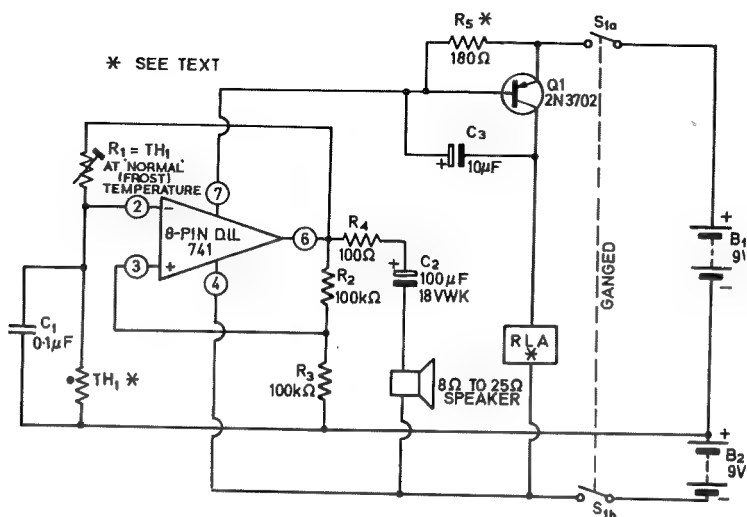 * SEE TEXT
R5 *
180Ω
S1a
Q1
2N3702
C3
+
10µF
R1 = TH1
AT 'NORMAL'
(FROST)
TEMPERATURE
7
2
−
8-PIN D.I.L
741
6
3
+
4
R4
100Ω
+
C2
100µF
18VWK
R2
100kΩ
C1
0·1µF
TH1 *
R3
100kΩ
8Ω TO 25Ω
SPEAKER
RLA
*
GANGED
+
B1
9V
−
+
B2
9V
−
S1b